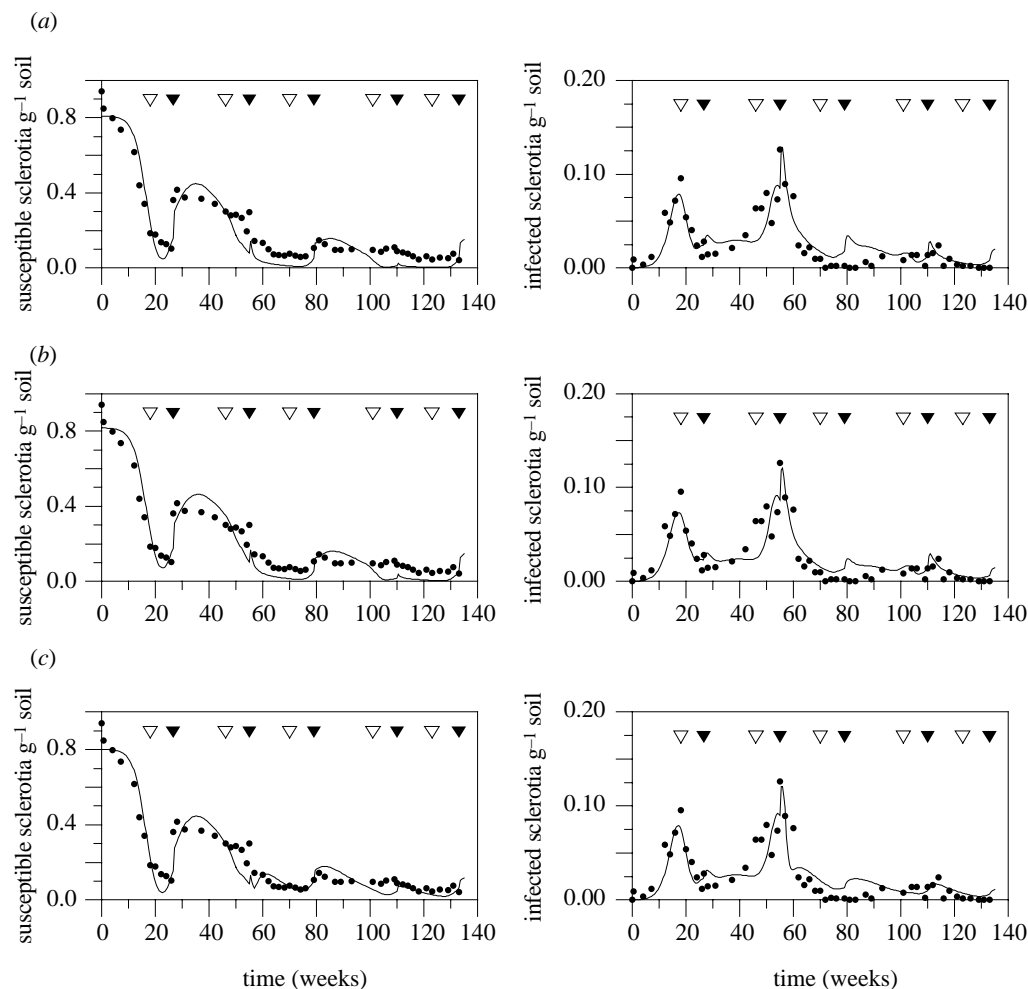 (a)
susceptible sclerotia g⁻¹ soil
0.8
0.4
0.0
0 20 40 60 80 100 120 140
infected sclerotia g⁻¹ soil
0.20
0.10
0.00
0 20 40 60 80 100 120 140
(b)
susceptible sclerotia g⁻¹ soil
0.8
0.4
0.0
0 20 40 60 80 100 120 140
infected sclerotia g⁻¹ soil
0.20
0.10
0.00
0 20 40 60 80 100 120 140
(c)
susceptible sclerotia g⁻¹ soil
0.8
0.4
0.0
0 20 40 60 80 100 120 140
time (weeks)
infected sclerotia g⁻¹ soil
0.20
0.10
0.00
0 20 40 60 80 100 120 140
time (weeks)